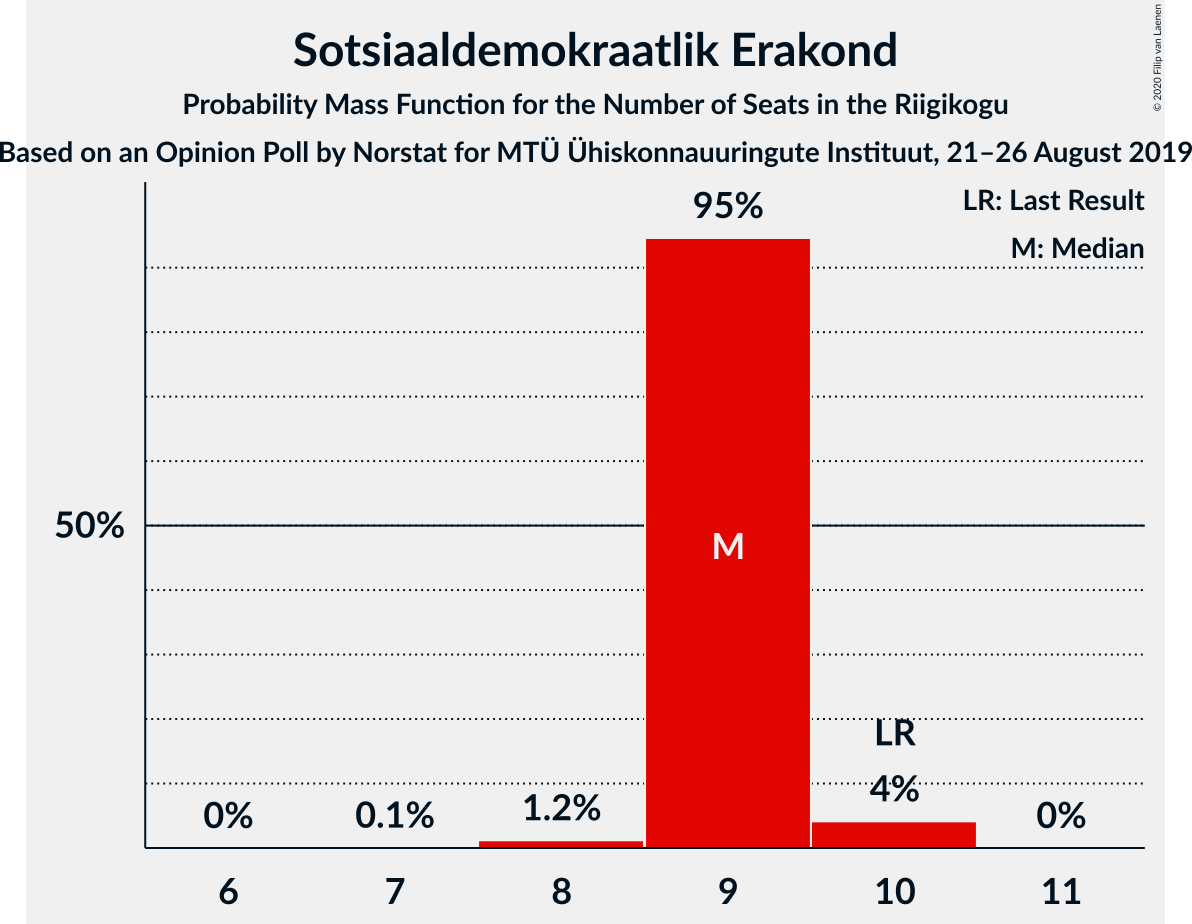 Sotsiaaldemokraatlik Erakond
Probability Mass Function for the Number of Seats in the Riigikogu
Based on an Opinion Poll by Norstat for MTÜ Ühiskonnauuringute Instituut, 21–26 August 2019
© 2020 Filip van Laenen
LR: Last Result
M: Median
95%
50%
M
LR
4%
0%
0.1%
1.2%
0%
6
7
8
9
10
11